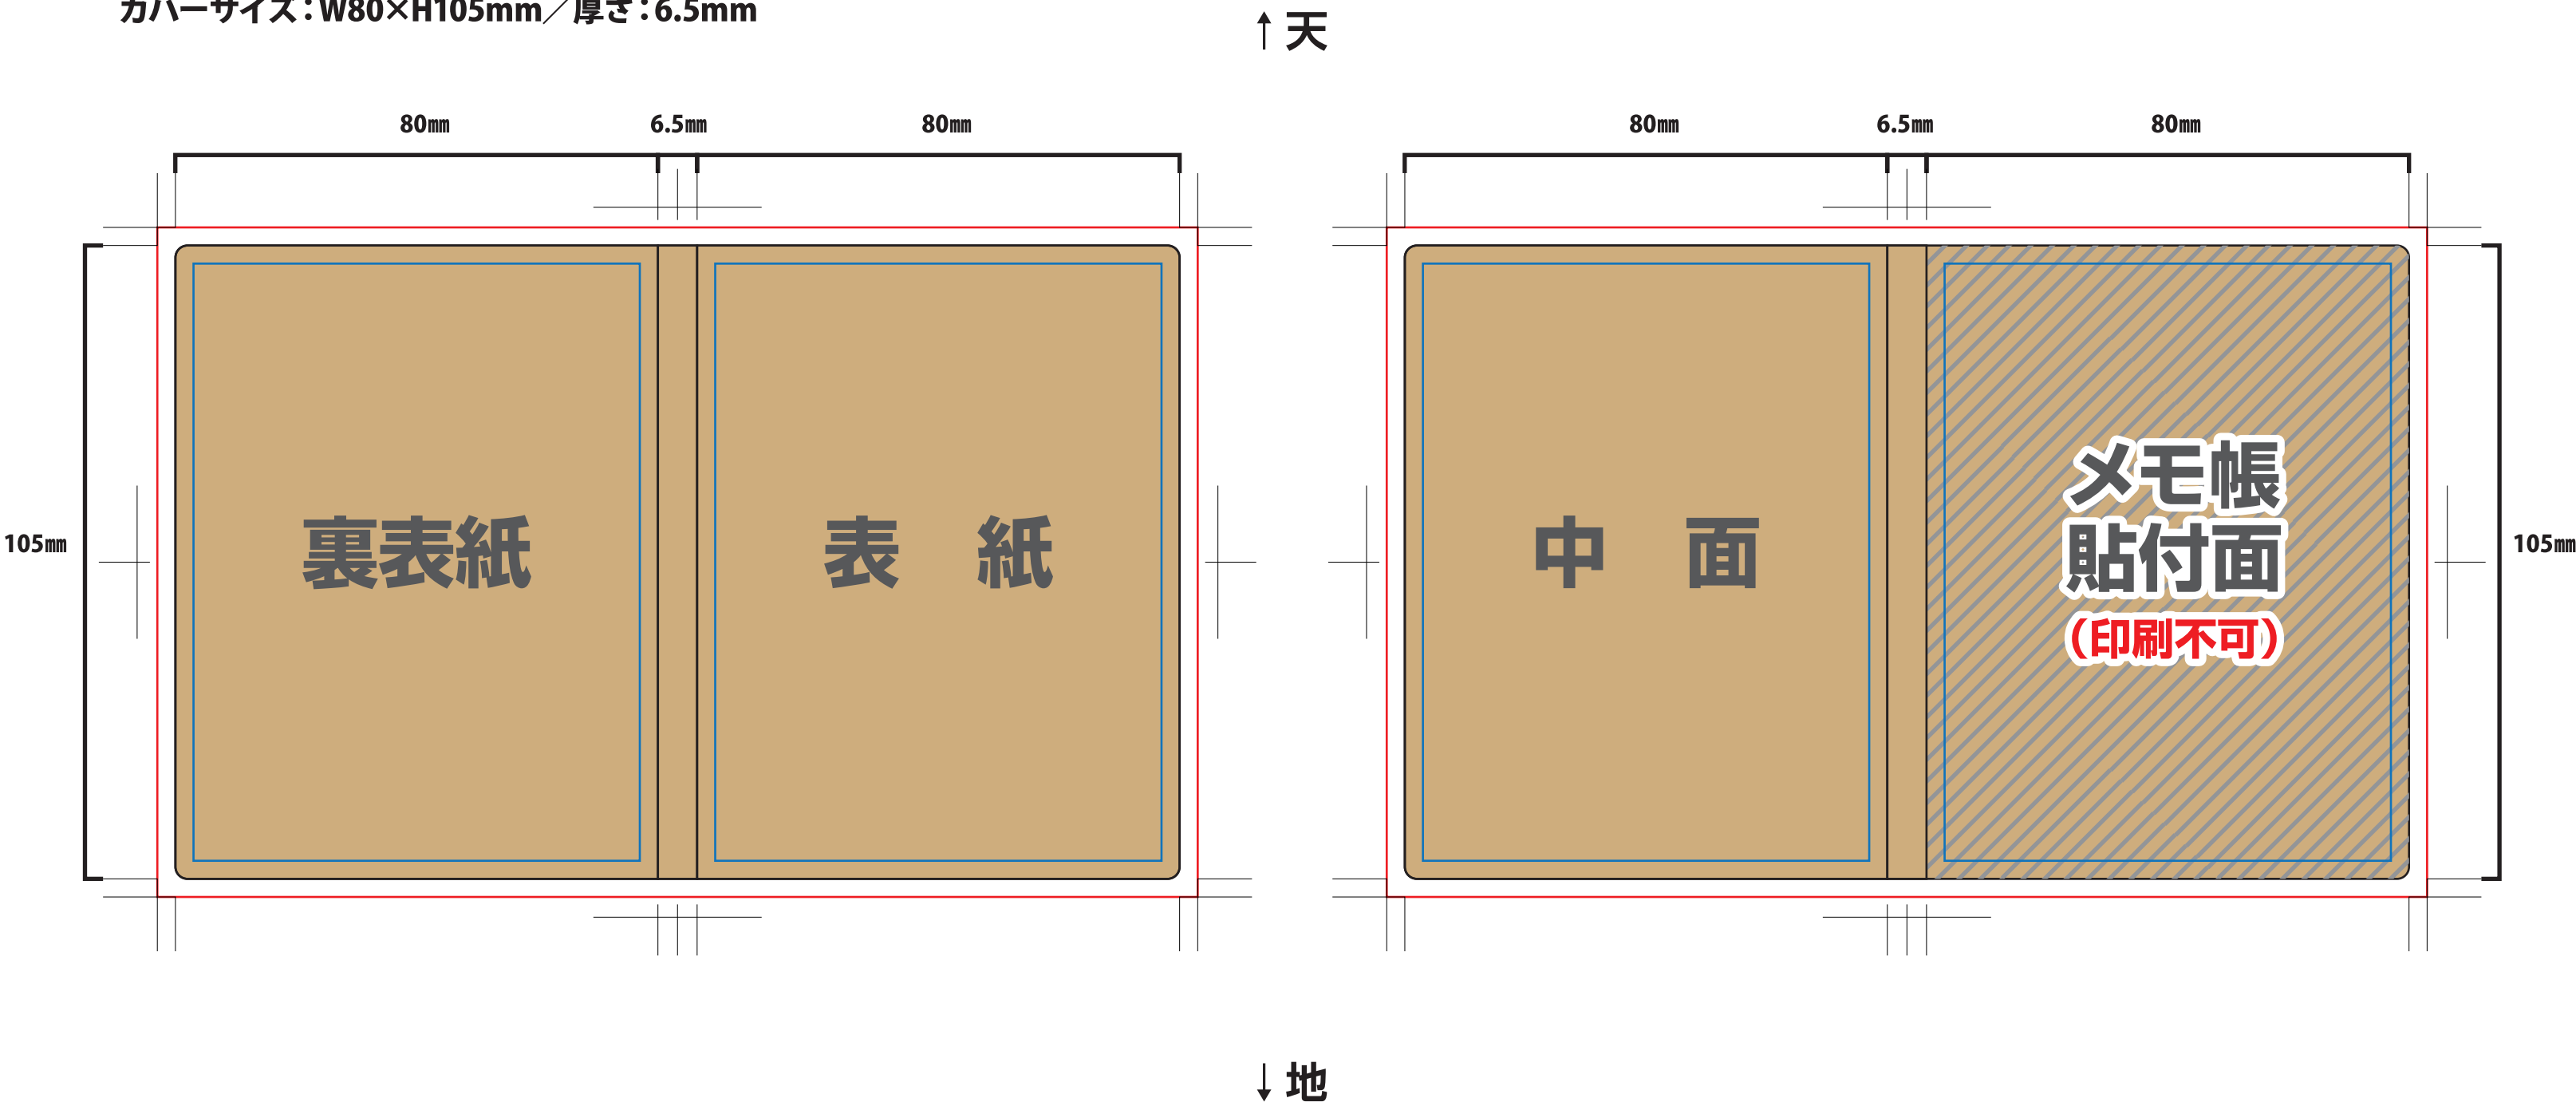 カバーサイズ：W80×H105mm／厚さ：6.5mm
↑天
80mm 6.5mm 80mm
80mm 6.5mm 80mm
105mm
裏表紙
表　紙
中　面
メモ帳
貼付面
（印刷不可）
105mm
↓地